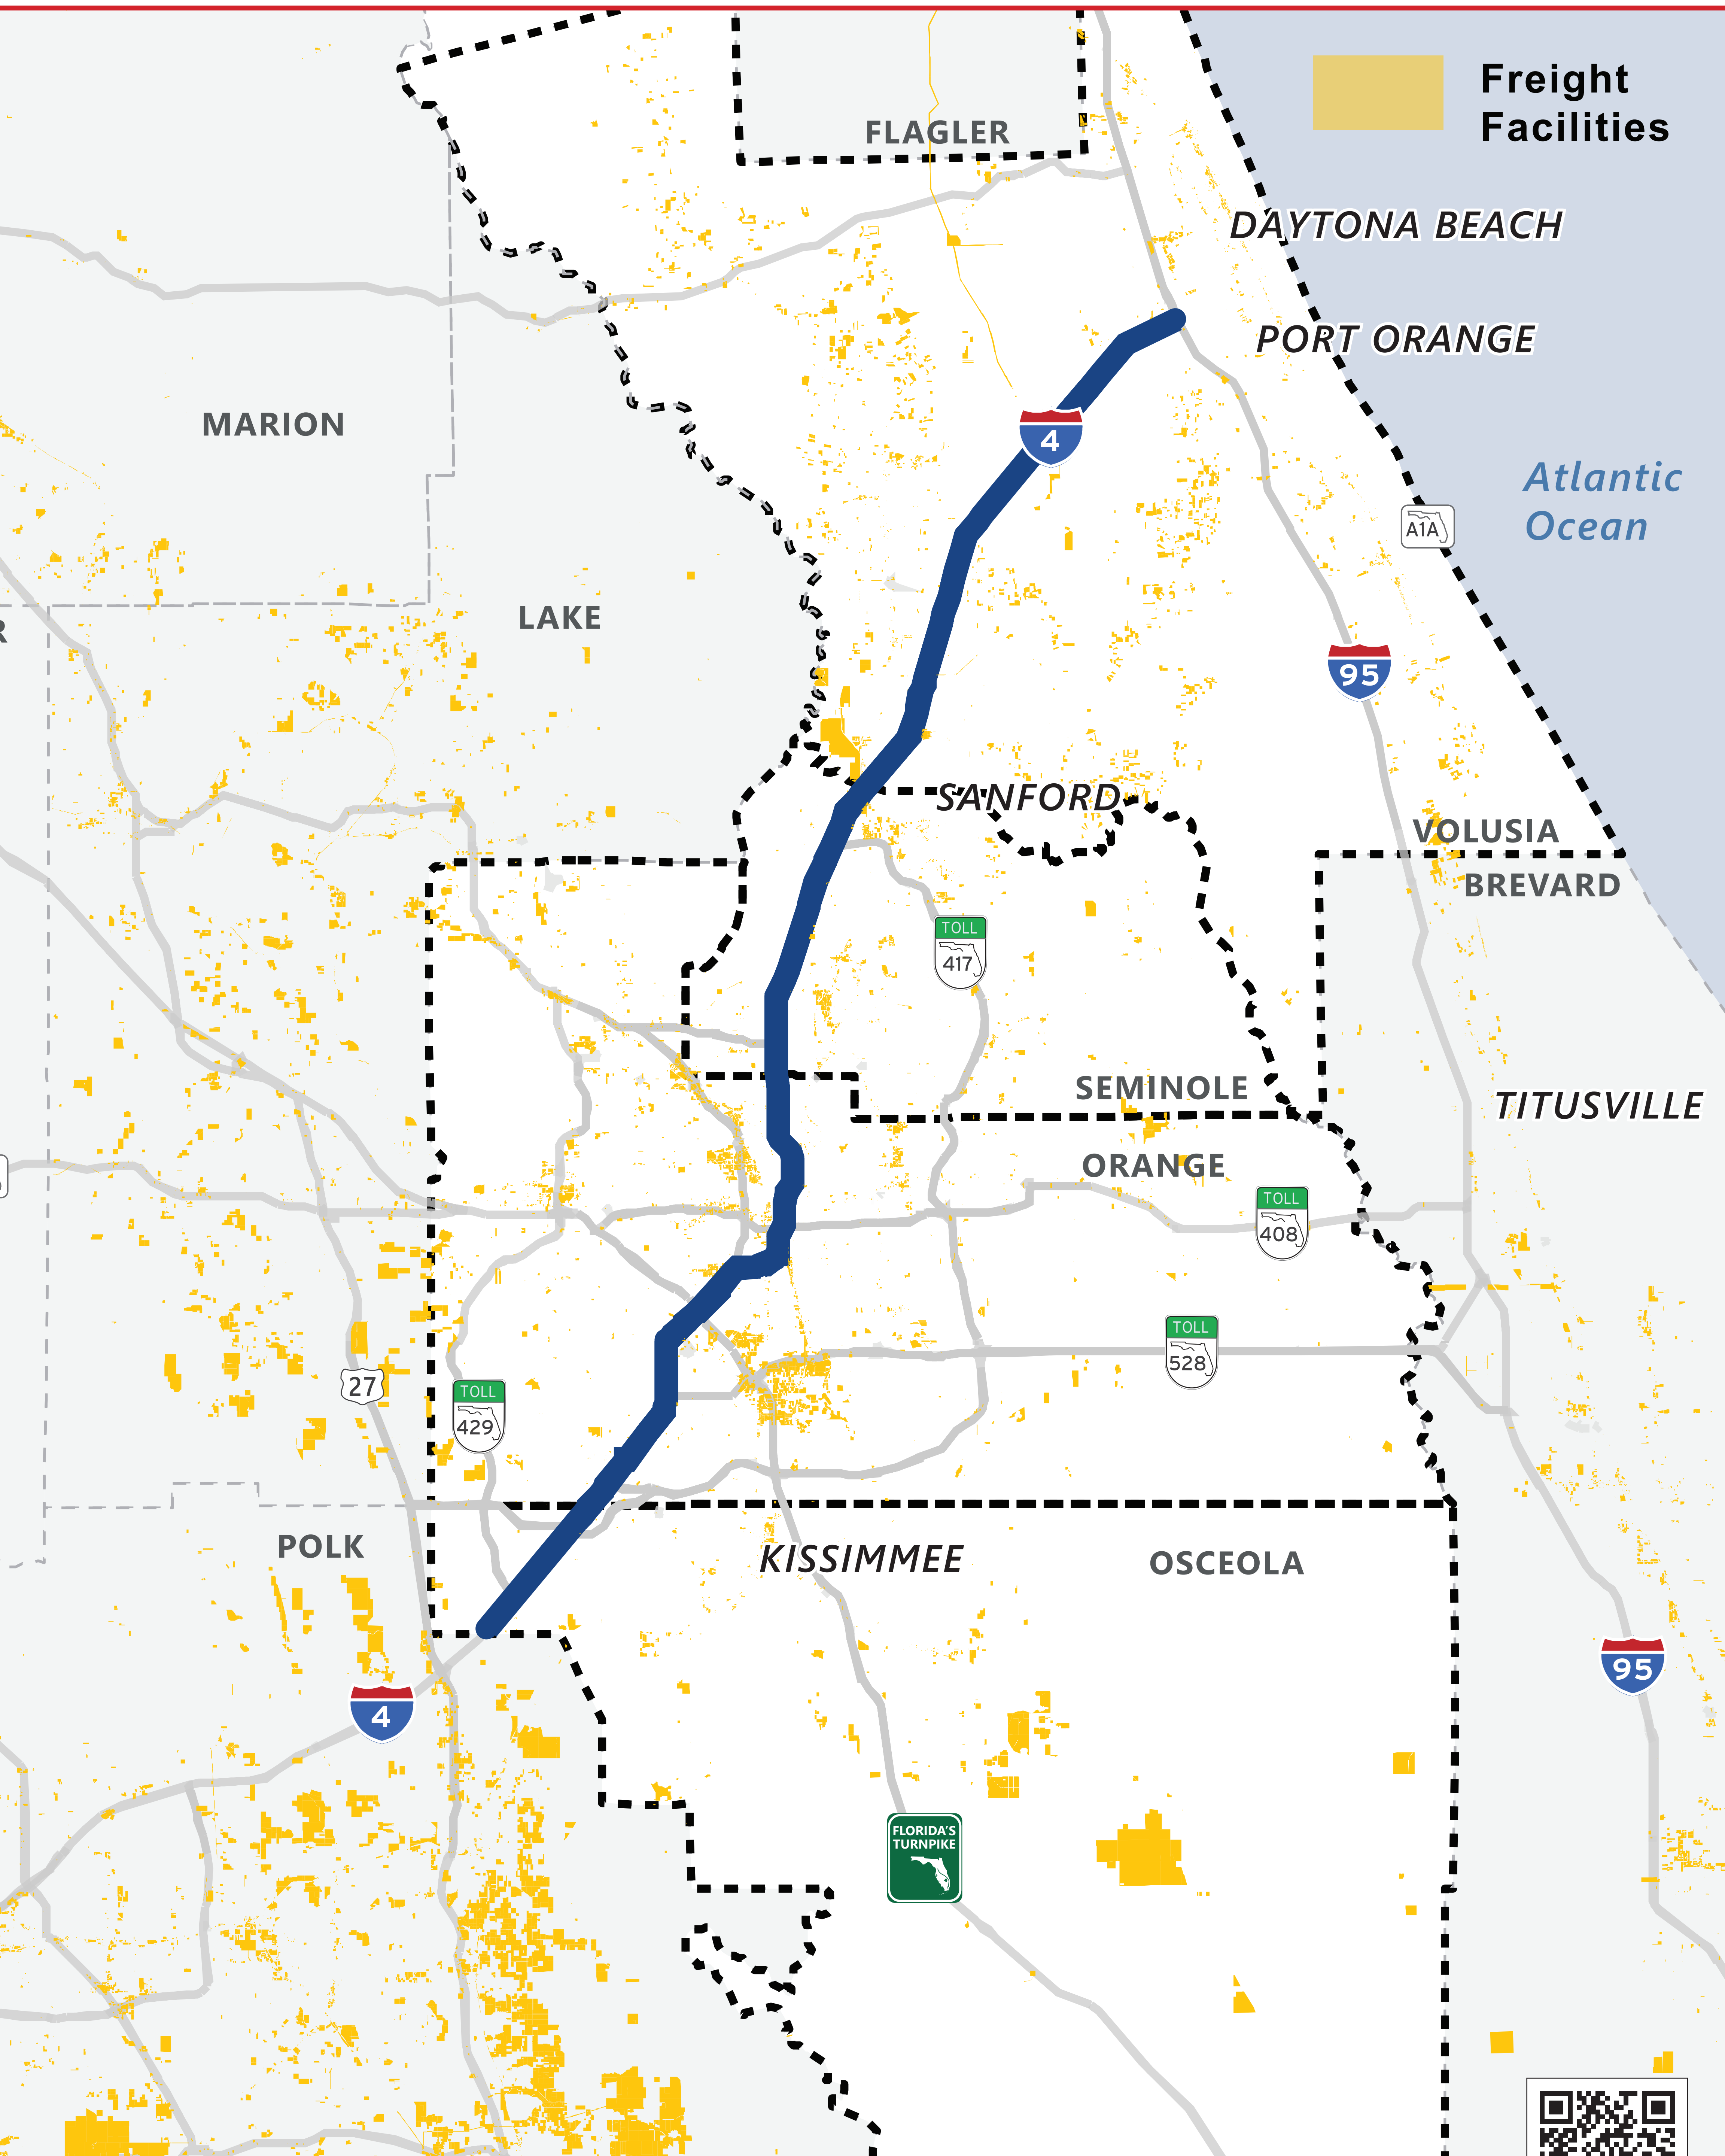 Freight
Facilities
FLAGLER
DAYTONA BEACH
PORT ORANGE
MARION
4
Atlantic
Ocean
A1A
LAKE
R
95
SANFORD
VOLUSIA
BREVARD
TOLL
417
SEMINOLE
TITUSVILLE
ORANGE
TOLL
408
TOLL
528
27
TOLL
429
POLK
KISSIMMEE
OSCEOLA
95
4
FLORIDA'S
TURNPIKE